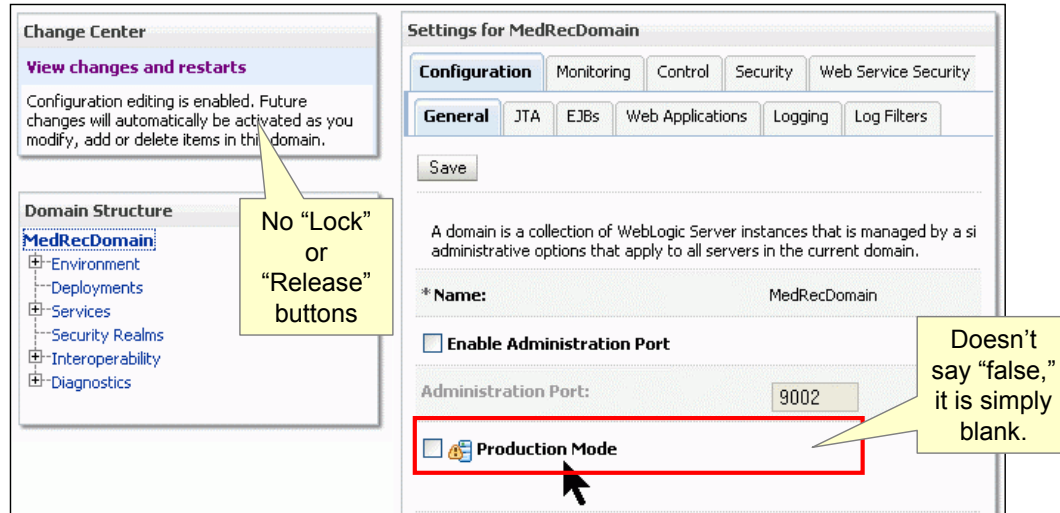 Change Center
View changes and restarts
Configuration editing is enabled. Future
changes will automatically be activated as you
modify, add or delete items in this domain.
No “Lock”
or
“Release”
buttons
Domain Structure
MedRecDomain
Environment
Deployments
Services
Security Realms
Interoperability
Diagnostics
Settings for MedRecDomain
Configuration Monitoring Control Security Web Service Security
General JTA EJBs Web Applications Logging Log Filters
Save
A domain is a collection of WebLogic Server instances that is managed by a si
administrative options that apply to all servers in the current domain.
* Name: MedRecDomain
Enable Administration Port
Administration Port: 9002
Production Mode
Doesn’t
say “false,”
it is simply
blank.